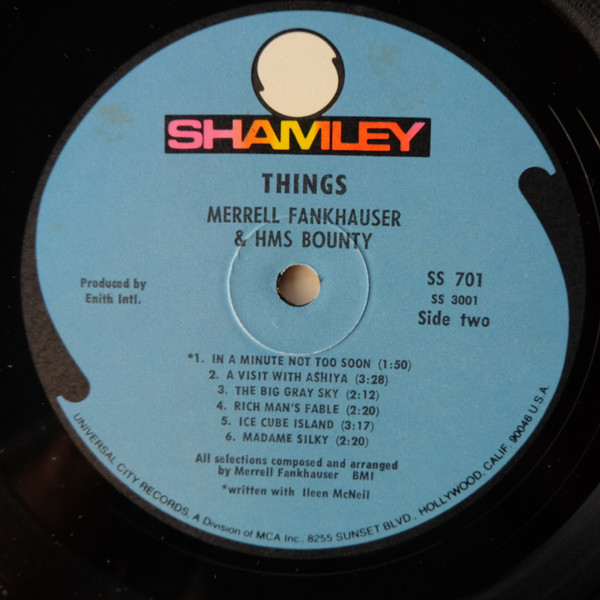 SHAMLEY
THINGS
MERRELL FANKHAUSER
& HMS BOUNTY
Produced by
Enith Intl.
SS 701
SS 3001
Side two
*1. IN A MINUTE NOT TOO SOON (1:50)
2. A VISIT WITH ASHIYA (3:28)
3. THE BIG GRAY SKY (2:12)
4. RICH MAN'S FABLE (2:20)
5. ICE CUBE ISLAND (3:17)
6. MADAME SILKY (2:20)
All selections composed and arranged
by Merrell Fankhauser BMI
*written with Ileen McNeil
UNIVERSAL CITY RECORDS, A Division of MCA Inc. 8255 SUNSET BLVD., HOLLYWOOD, CALIF. 90046 U.S.A